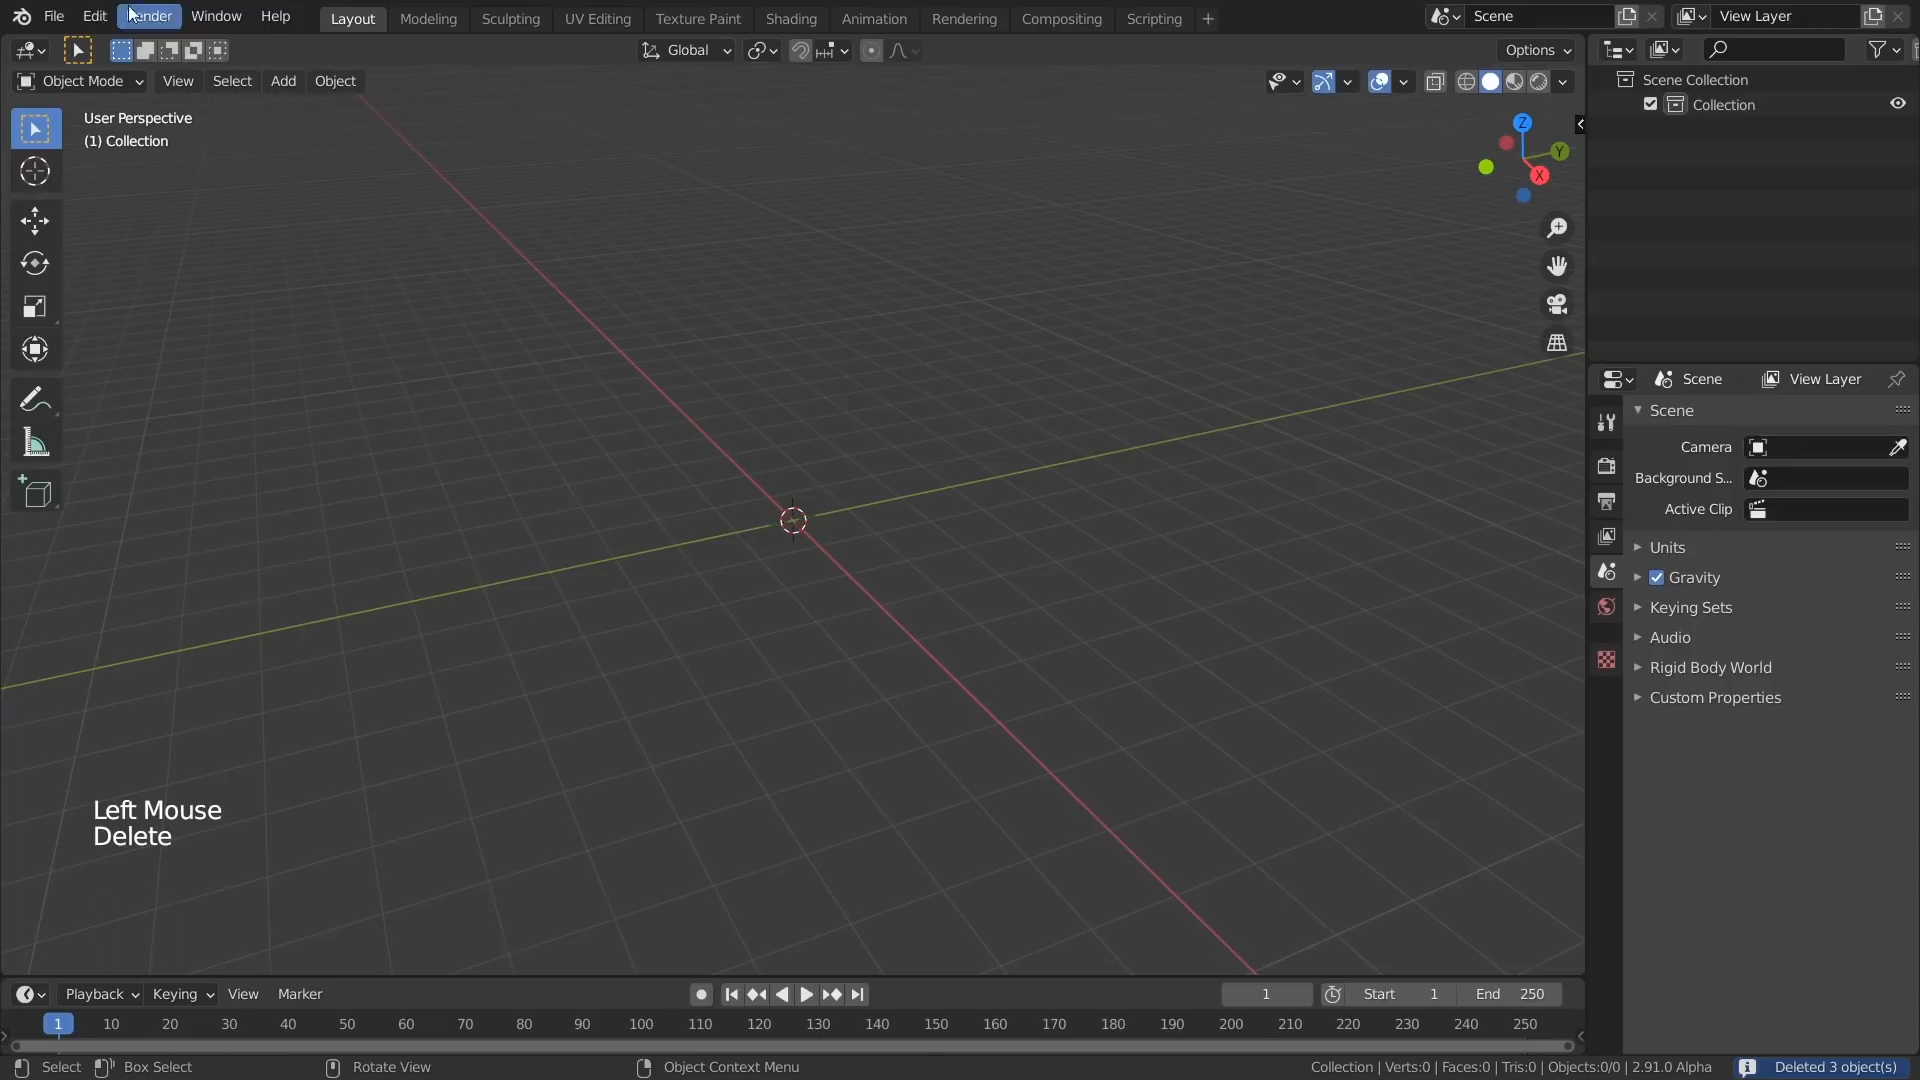 File Edit Render Window Help Layout Modeling Sculpting UV Editing Texture Paint Shading Animation Rendering Compositing Scripting + Scene View Layer
Global Options
Object Mode View Select Add Object
Scene Collection
Collection
User Perspective
(1) Collection
Z
Y
X
Scene View Layer
Scene
Camera
Background S...
Active Clip
Units
Gravity
Keying Sets
Audio
Rigid Body World
Custom Properties
Left Mouse
Delete
Playback Keying View Marker 1 Start 1 End 250
1 10 20 30 40 50 60 70 80 90 100 110 120 130 140 150 160 170 180 190 200 210 220 230 240 250
Select Box Select Rotate View Object Context Menu Collection | Verts:0 | Faces:0 | Tris:0 | Objects:0/0 | 2.91.0 Alpha Deleted 3 object(s)